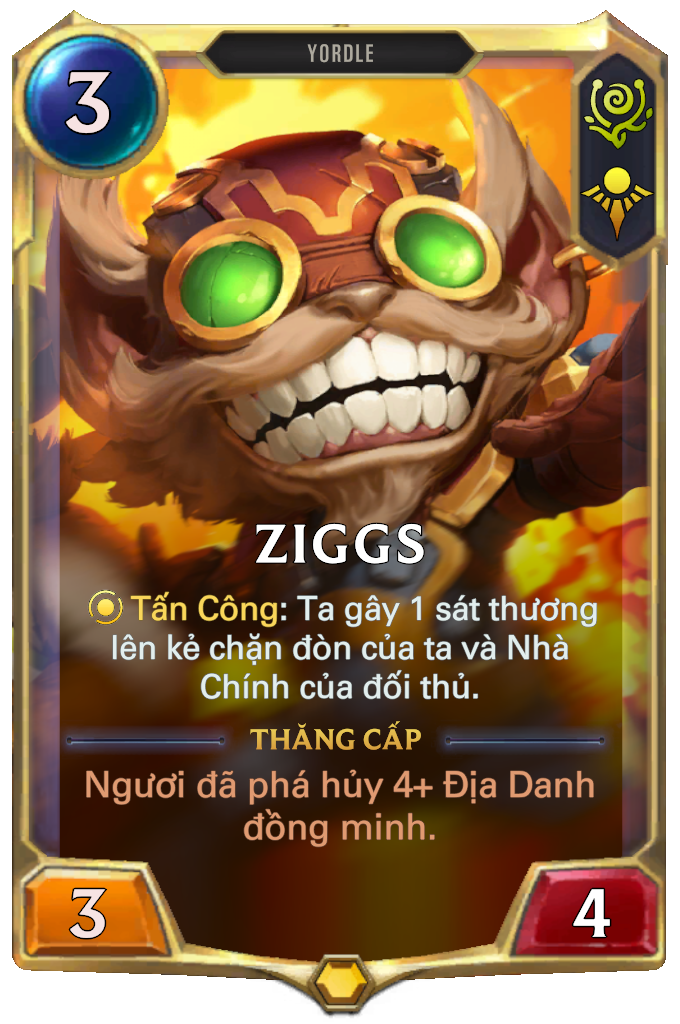 YORDLE
3
ZIGGS
Tấn Công: Ta gây 1 sát thương
lên kẻ chặn đòn của ta và Nhà
Chính của đối thủ.
THĂNG CẤP
Ngươi đã phá hủy 4+ Địa Danh
đồng minh.
3
4